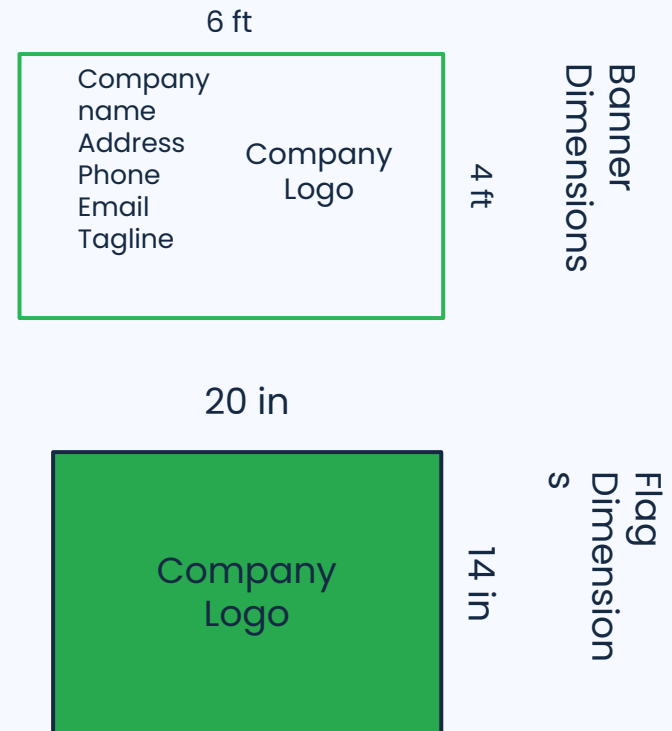 6 ft
Company
name
Address
Phone
Email
Tagline
Company
Logo
4 ft
Banner
Dimensions
20 in
Company
Logo
14 in
Flag
Dimension
s